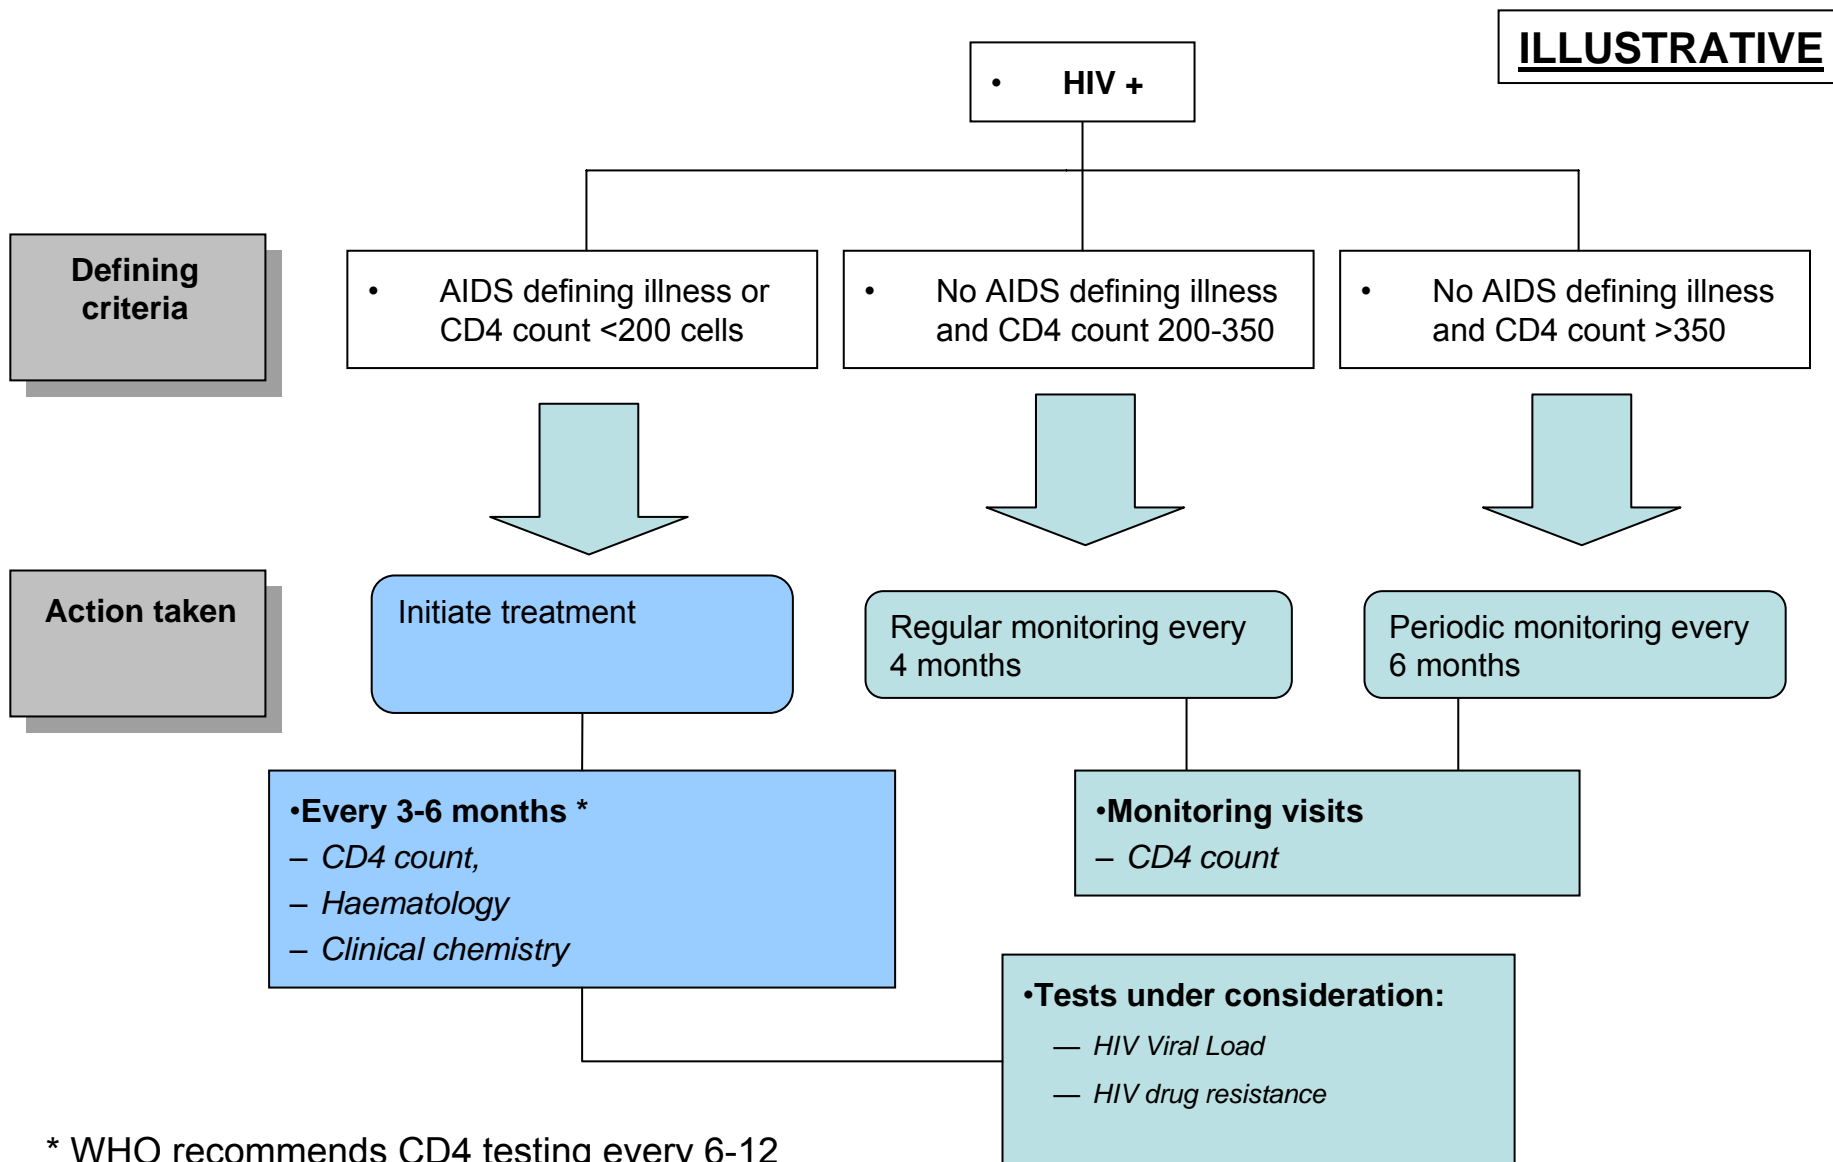 ILLUSTRATIVE
• HIV +
Defining
criteria
• AIDS defining illness or
CD4 count <200 cells
• No AIDS defining illness
and CD4 count 200-350
• No AIDS defining illness
and CD4 count >350
Action taken
Initiate treatment
Regular monitoring every
4 months
Periodic monitoring every
6 months
•Every 3-6 months *
– CD4 count,
– Haematology
– Clinical chemistry
•Monitoring visits
– CD4 count
•Tests under consideration:
— HIV Viral Load
— HIV drug resistance
* WHO recommends CD4 testing every 6-12